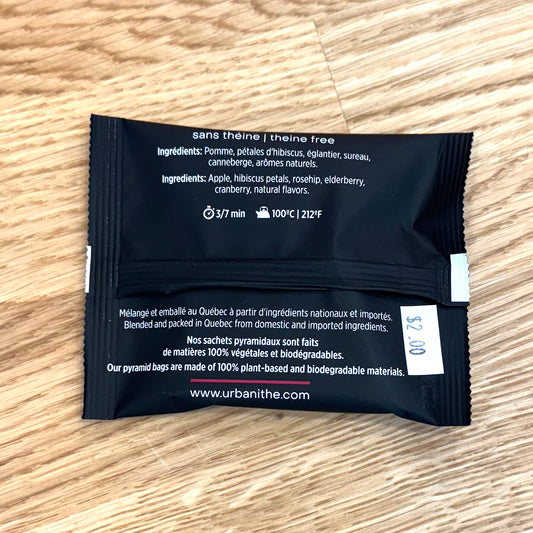 sans théine | theine free
Ingrédients: Pomme, pétales d'hibiscus, églantier, sureau,
canneberge, arômes naturels.
Ingredients: Apple, hibiscus petals, rosehip, elderberry,
cranberry, natural flavors.
3/7 min 100ºC | 212ºF
Mélangé et emballé au Québec à partir d'ingrédients nationaux et importés.
Blended and packed in Quebec from domestic and imported ingredients.
$2.00
Nos sachets pyramidaux sont faits
de matières 100% végétales et biodégradables.
Our pyramid bags are made of 100% plant-based and biodegradable materials.
www.urbanithe.com